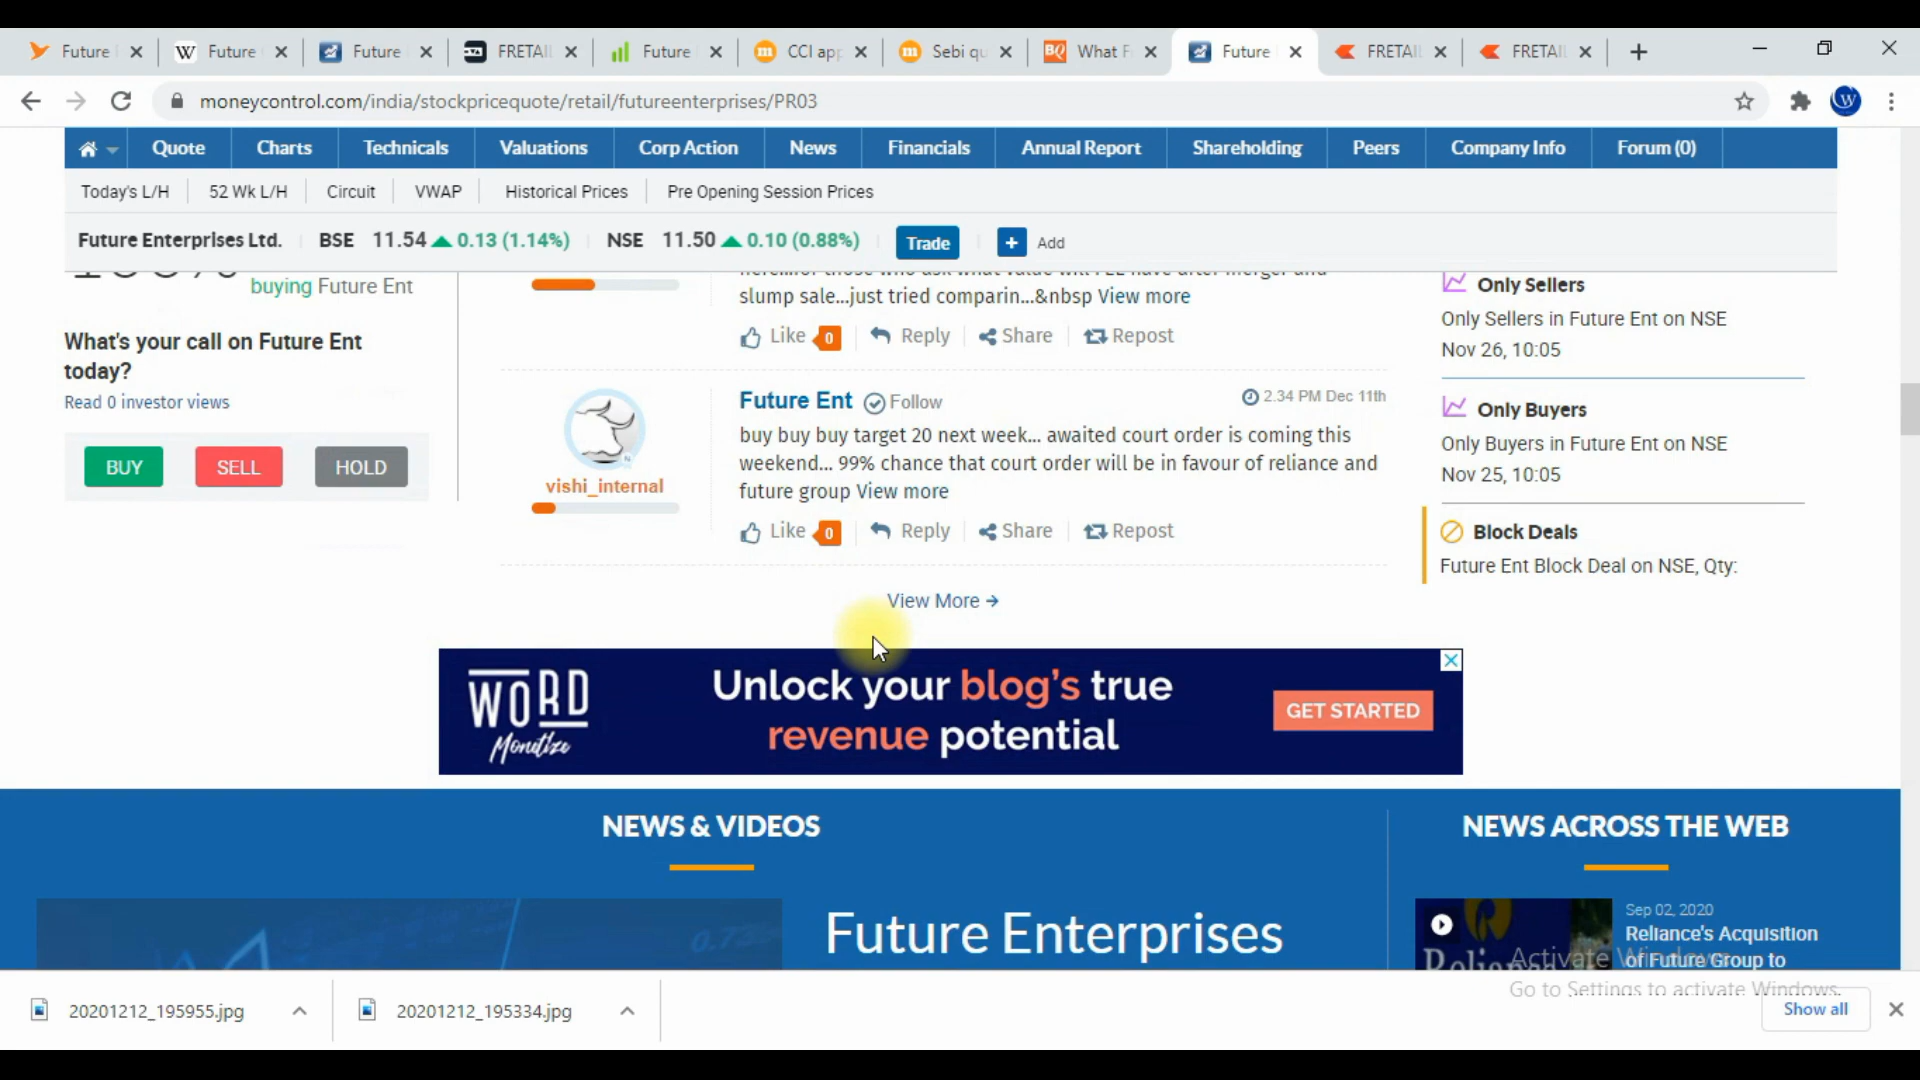 Future
Future
Future
FRETAIL
Future
CCI app
Sebi qu
What F
Future
FRETAIL
FRETAIL
moneycontrol.com/india/stockpricequote/retail/futureenterprises/PR03
Quote Charts Technicals Valuations Corp Action News Financials Annual Report Shareholding Peers Company Info Forum (0)
Today's L/H 52 Wk L/H Circuit VWAP Historical Prices Pre Opening Session Prices
Future Enterprises Ltd. BSE 11.54 0.13 (1.14%) NSE 11.50 0.10 (0.88%) Trade + Add
buying Future Ent
What's your call on Future Ent
today?
Read 0 investor views
BUY SELL HOLD
slump sale...just tried comparin...&nbsp View more
Like 0 Reply Share Repost
Future Ent Follow 2.34 PM Dec 11th
buy buy buy target 20 next week... awaited court order is coming this
weekend... 99% chance that court order will be in favour of reliance and
future group View more
vishi_internal
Like 0 Reply Share Repost
View More
Only Sellers
Only Sellers in Future Ent on NSE
Nov 26, 10:05
Only Buyers
Only Buyers in Future Ent on NSE
Nov 25, 10:05
Block Deals
Future Ent Block Deal on NSE, Qty:
WORD
Monetize
Unlock your blog's true
revenue potential
GET STARTED
NEWS & VIDEOS
NEWS ACROSS THE WEB
Future Enterprises
Sep 02, 2020
Reliance's Acquisition
of Future Group to
Activate Windows
Go to Settings to activate Windows.
20201212_195955.jpg
20201212_195334.jpg
Show all